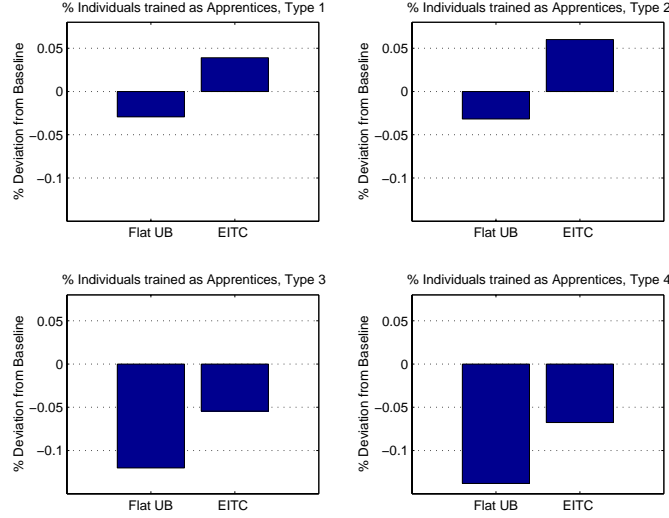 % Individuals trained as Apprentices, Type 1
% Deviation from Baseline
0.05
0
−0.05
−0.1
Flat UB
EITC
% Individuals trained as Apprentices, Type 2
% Deviation from Baseline
0.05
0
−0.05
−0.1
Flat UB
EITC
% Individuals trained as Apprentices, Type 3
% Deviation from Baseline
0.05
0
−0.05
−0.1
Flat UB
EITC
% Individuals trained as Apprentices, Type 4
% Deviation from Baseline
0.05
0
−0.05
−0.1
Flat UB
EITC